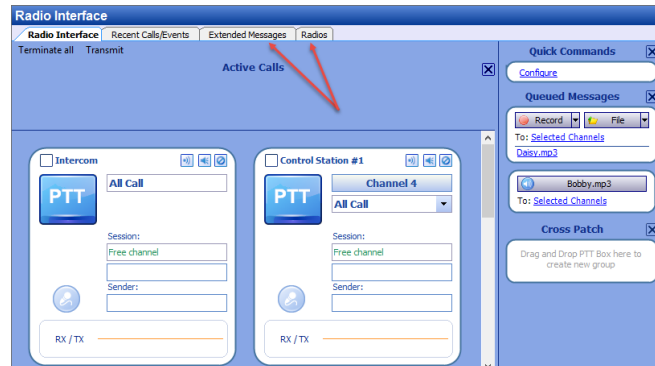 Radio Interface
Radio Interface Recent Calls/Events Extended Messages Radios
Terminate all Transmit
Active Calls
Intercom
PTT
All Call
Session:
Free channel
Sender:
RX / TX
Control Station #1
PTT
Channel 4
All Call
Session:
Free channel
Sender:
RX / TX
Quick Commands
Configure
Queued Messages
Record File
To: Selected Channels
Daisy.mp3
Bobby.mp3
To: Selected Channels
Cross Patch
Drag and Drop PTT Box here to
create new group